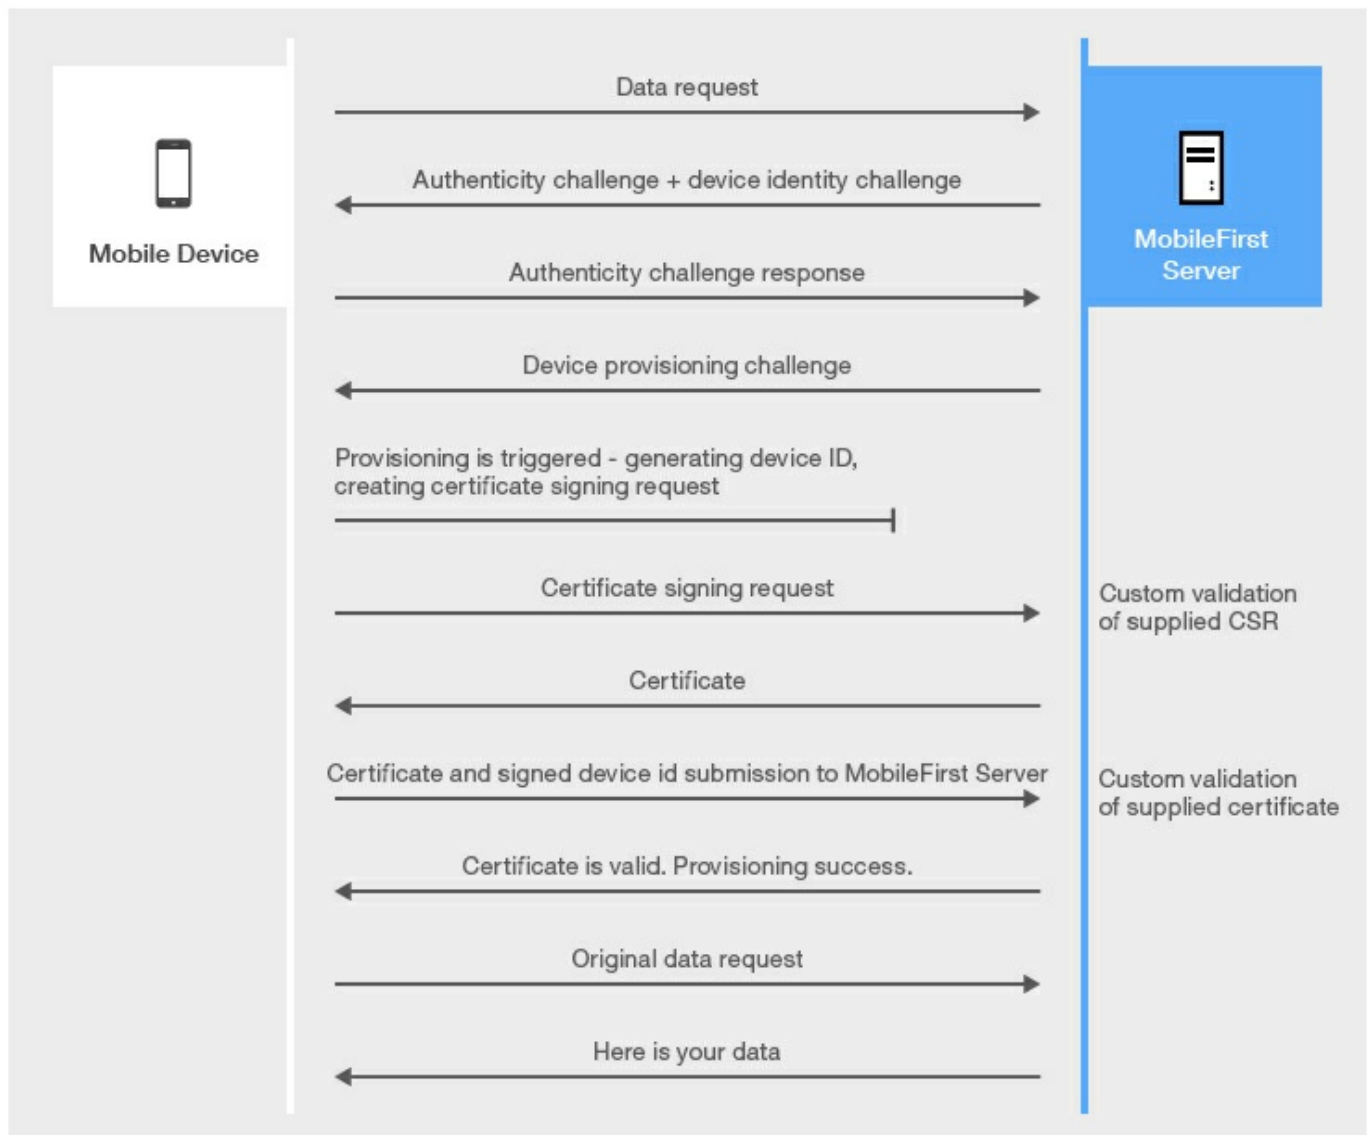 Data request
Authenticity challenge + device identity challenge
Mobile Device
MobileFirst
Server
Authenticity challenge response
Device provisioning challenge
Provisioning is triggered - generating device ID,
creating certificate signing request
Certificate signing request
Custom validation
of supplied CSR
Certificate
Certificate and signed device id submission to MobileFirst Server
Custom validation
of supplied certificate
Certificate is valid. Provisioning success.
Original data request
Here is your data